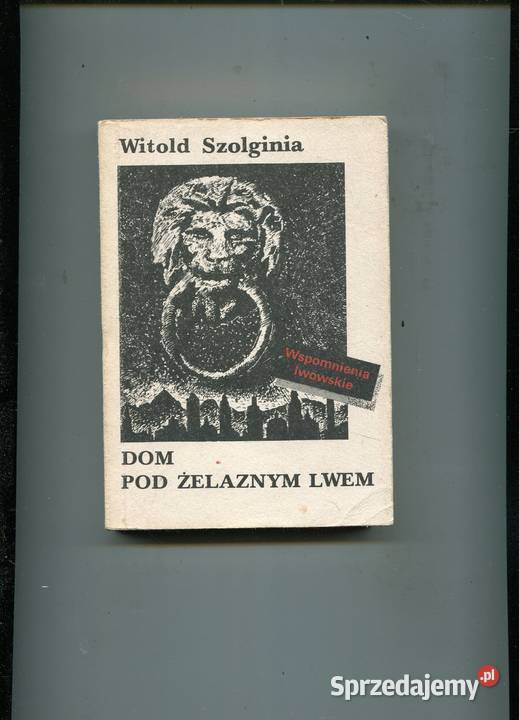 Witold Szolginia
Wspomnienia
lwowskie
DOM
POD ŻELAZNYM LWEM
Sprzedajemy.pl